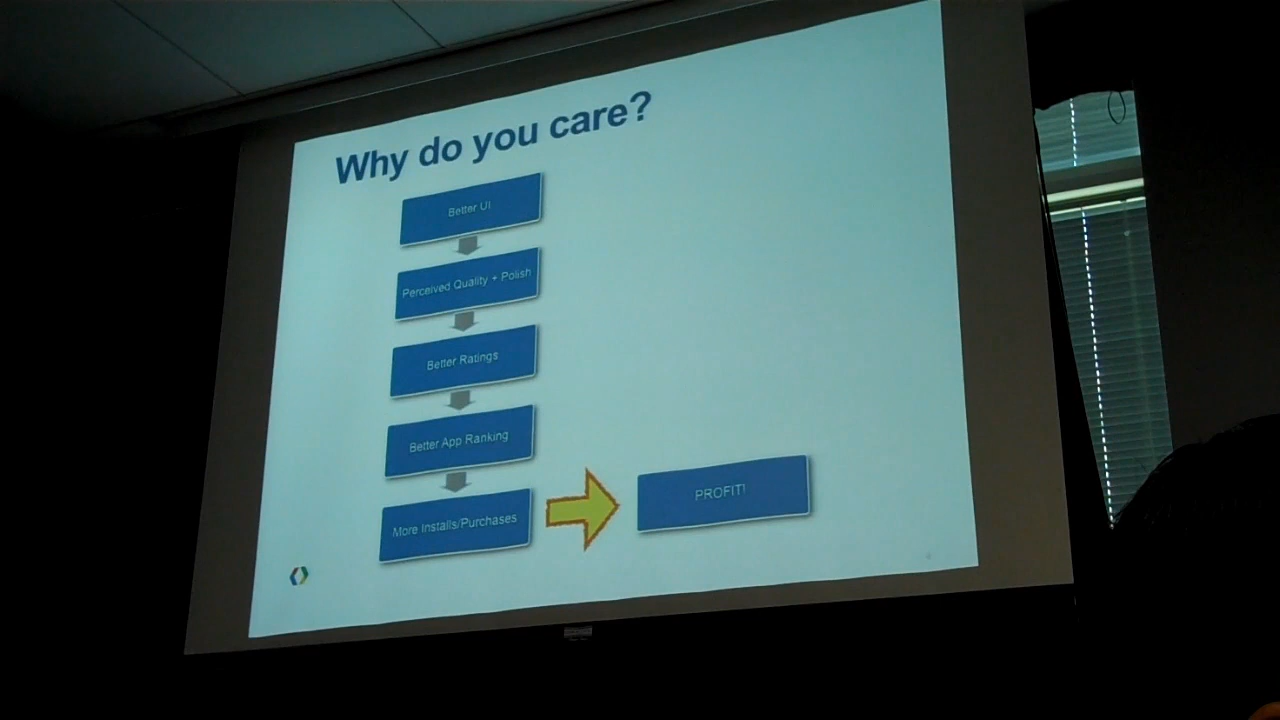 Why do you care?
Better UI
Perceived Quality + Polish
Better Ratings
Better App Ranking
More Installs/Purchases
PROFIT!